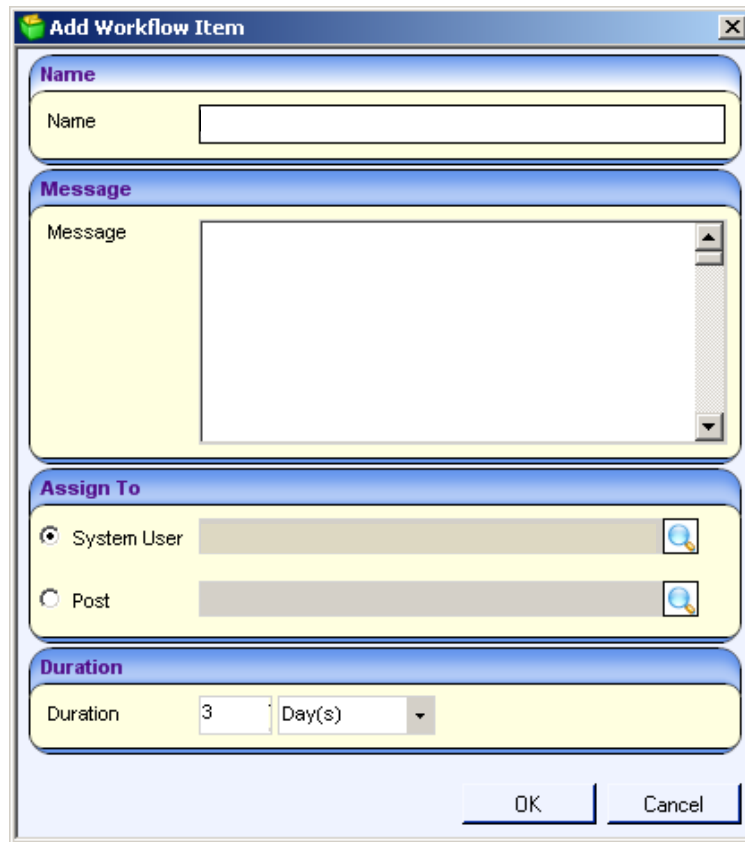 Add Workflow Item
Name
Name
Message
Message
Assign To
System User
Post
Duration
Duration 3 Day(s)
OK Cancel